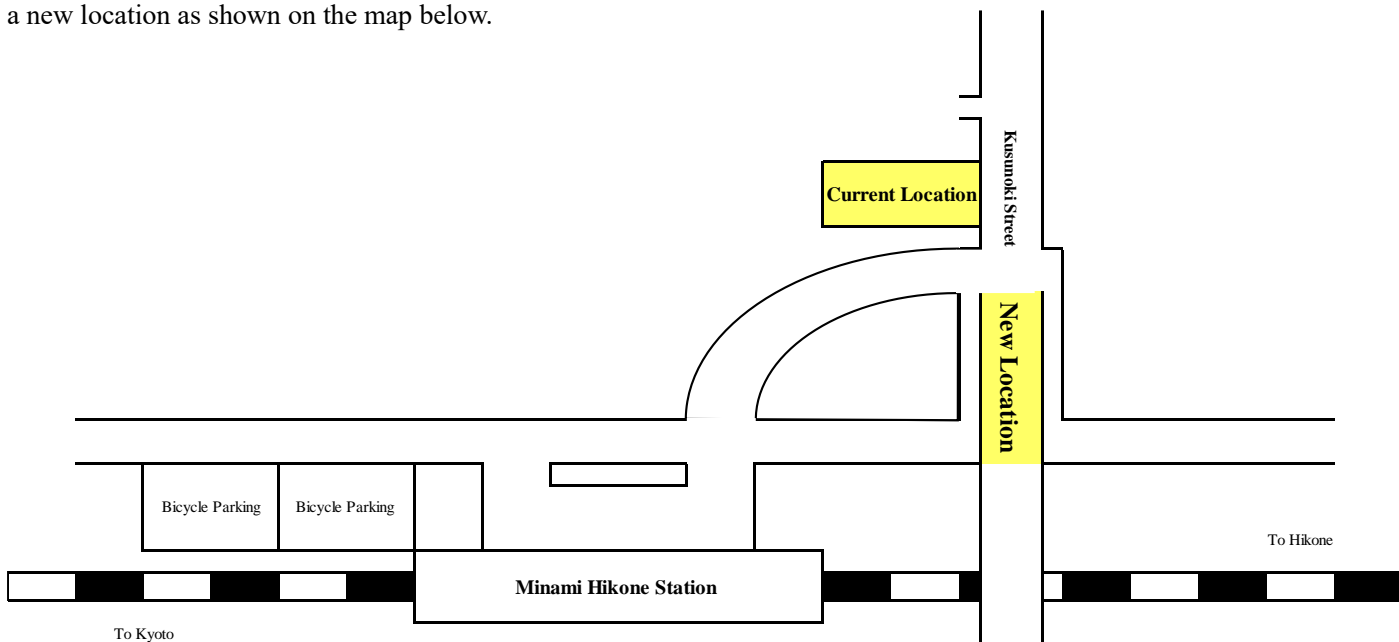 a new location as shown on the map below.
Kusunoki Street
Current Location
New Location
Bicycle Parking
Bicycle Parking
To Hikone
Minami Hikone Station
To Kyoto